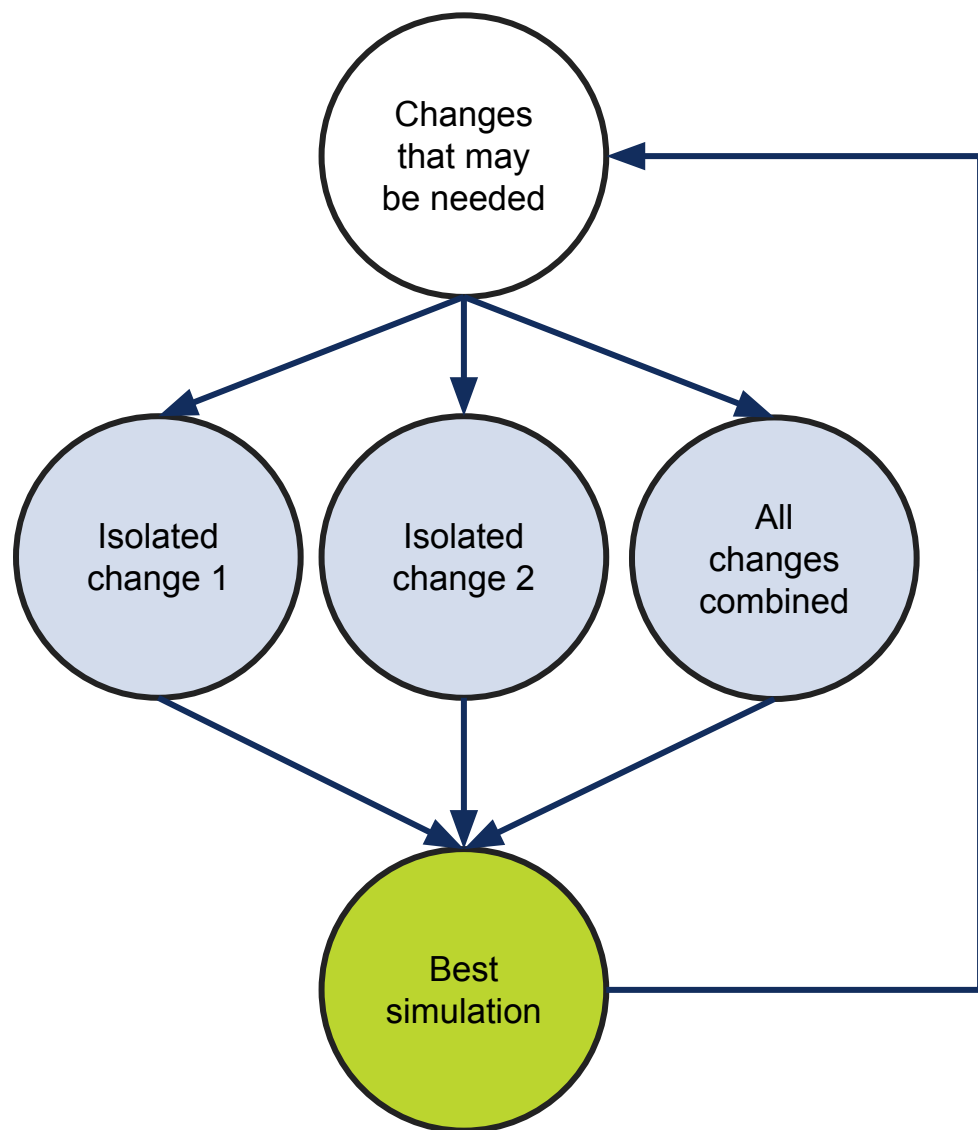 Changes
that may
be needed
Isolated
change 1
Isolated
change 2
All
changes
combined
Best
simulation